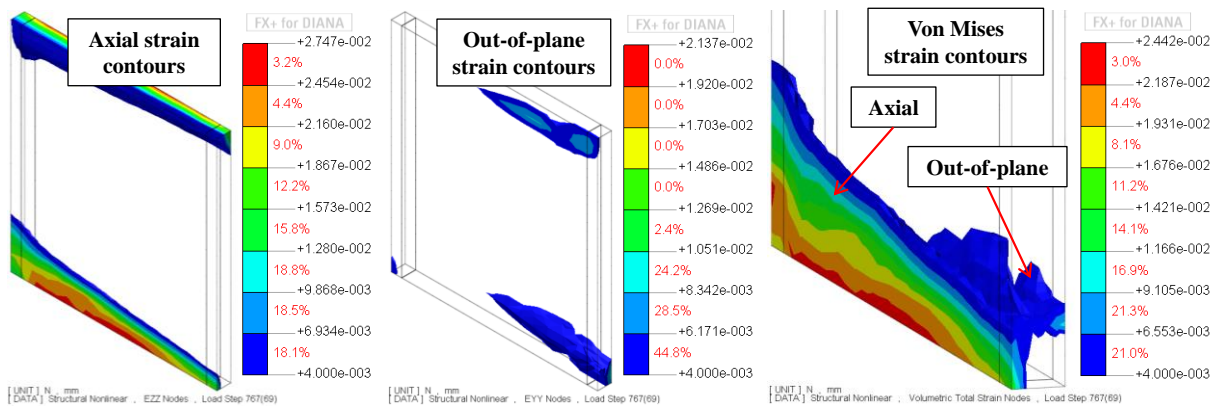 Axial strain
contours
FX+ for DIANA
+2.747e-002
3.2%
+2.454e-002
4.4%
+2.160e-002
9.0%
+1.867e-002
12.2%
+1.573e-002
15.8%
+1.280e-002
18.8%
+9.868e-003
18.5%
+6.934e-003
18.1%
+4.000e-003
[ UNIT ] N , mm
[ DATA ] Structural Nonlinear , EZZ Nodes , Load Step 767(69)
Out-of-plane
strain contours
FX+ for DIANA
+2.137e-002
0.0%
+1.920e-002
0.0%
+1.703e-002
0.0%
+1.486e-002
0.0%
+1.269e-002
2.4%
+1.051e-002
24.2%
+8.342e-003
28.5%
+6.171e-003
44.8%
+4.000e-003
[ UNIT ] N , mm
[ DATA ] Structural Nonlinear , EYY Nodes , Load Step 767(69)
Von Mises
strain contours
Axial
Out-of-plane
FX+ for DIANA
+2.442e-002
3.0%
+2.187e-002
4.4%
+1.931e-002
8.1%
+1.676e-002
11.2%
+1.421e-002
14.1%
+1.166e-002
16.9%
+9.105e-003
21.3%
+6.553e-003
21.0%
+4.000e-003
[ UNIT ] N , mm
[ DATA ] Structural Nonlinear , Volumetric Total Strain Nodes , Load Step 767(69)